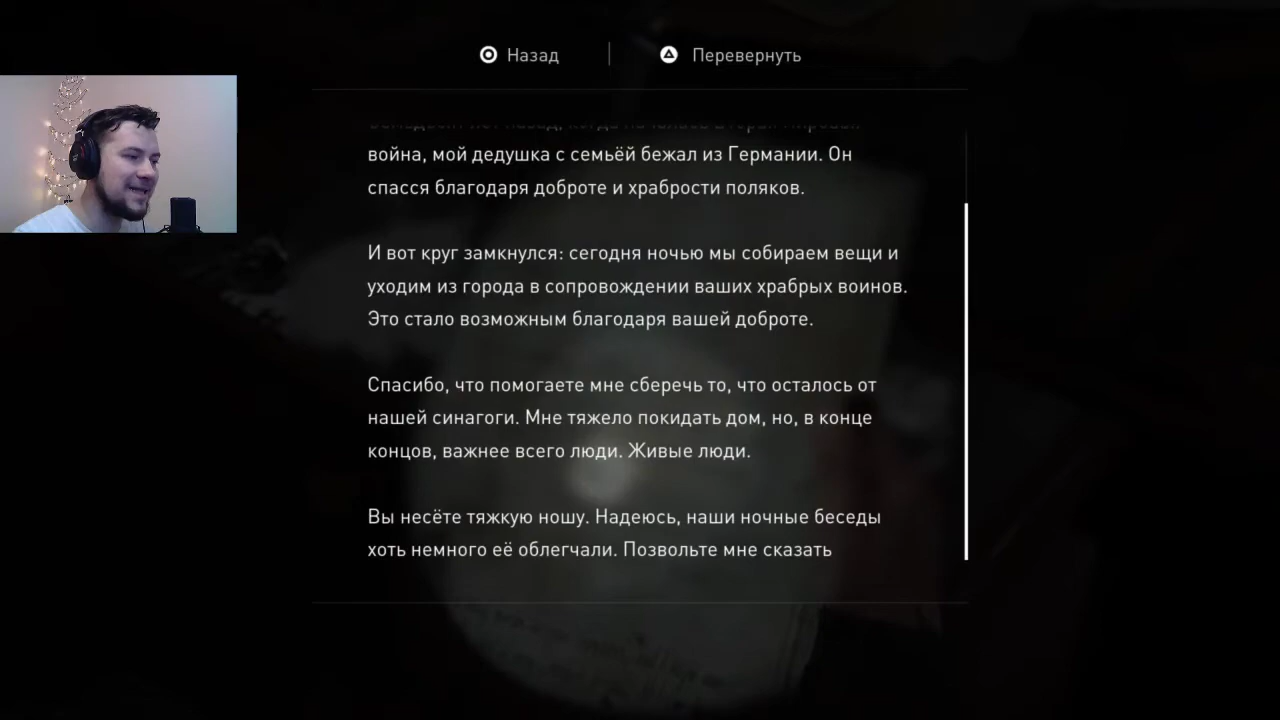 Назад
Перевернуть
война, мой дедушка с семьёй бежал из Германии. Он
спасся благодаря доброте и храбрости поляков.
И вот круг замкнулся: сегодня ночью мы собираем вещи и
уходим из города в сопровождении ваших храбрых воинов.
Это стало возможным благодаря вашей доброте.
Спасибо, что помогаете мне сберечь то, что осталось от
нашей синагоги. Мне тяжело покидать дом, но, в конце
концов, важнее всего люди. Живые люди.
Вы несёте тяжкую ношу. Надеюсь, наши ночные беседы
хоть немного её облегчали. Позвольте мне сказать